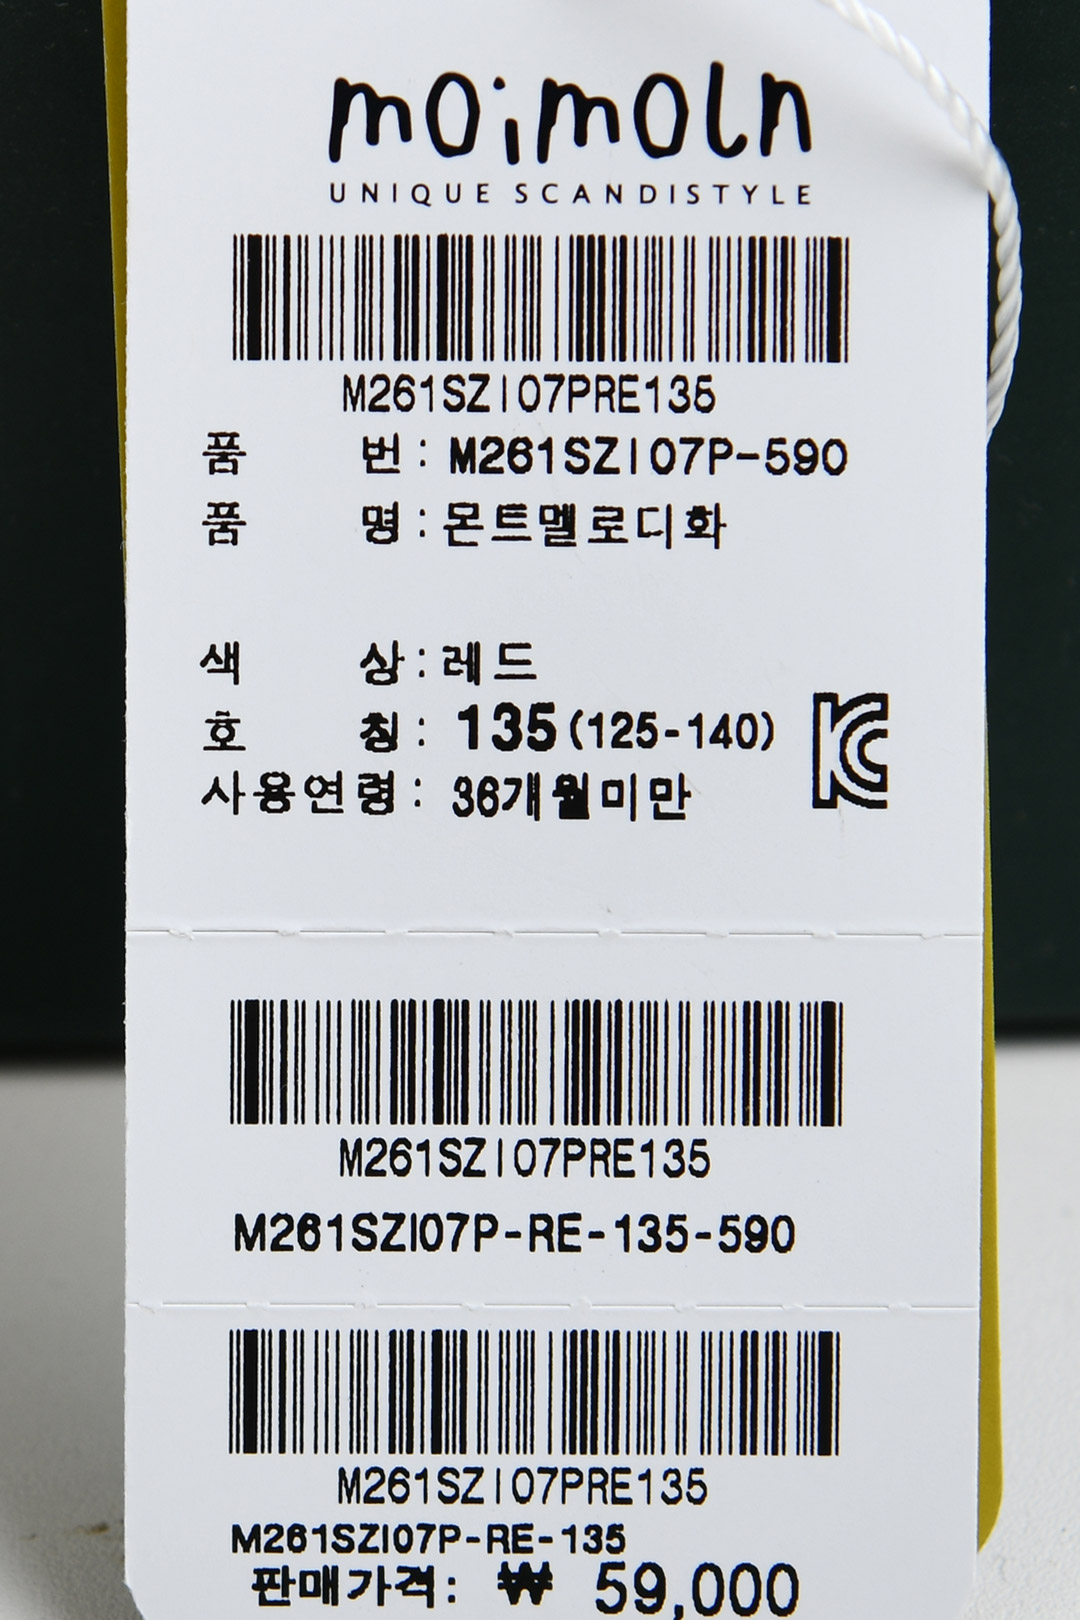 moimoln
UNIQUE SCANDISTYLE
M261SZI07PRE135
품 번 : M261SZI07P-590
품 명 : 몬트멜로디화
색 상 : 레드
호 칭 : 135(125-140)
사용연령 : 36개월미만
M261SZI07PRE135
M261SZI07P-RE-135-590
M261SZI07PRE135
M261SZI07P-RE-135
판매가격: ₩ 59,000